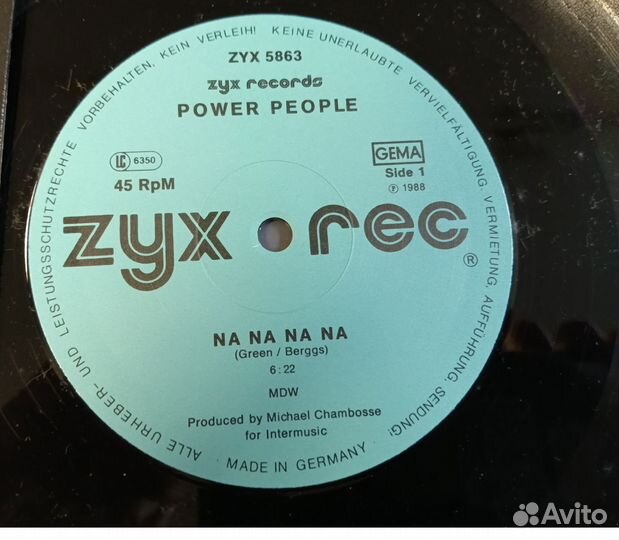 ALLE URHEBER- UND LEISTUNGSSCHUTZRECHTE VORBEHALTEN. KEIN VERLEIH! KEINE UNERLAUBTE VERVIELFÄLTIGUNG, VERMIETUNG, AUFFÜHRUNG, SENDUNG!
ZYX 5863
zyx records
POWER PEOPLE
LC 6350
GEMA
45 RpM
Side 1
Ⓟ 1988
zyx rec ®
NA NA NA NA
(Green / Berggs)
6:22
MDW
Produced by Michael Chambosse
for Intermusic
· MADE IN GERMANY ·
Avito